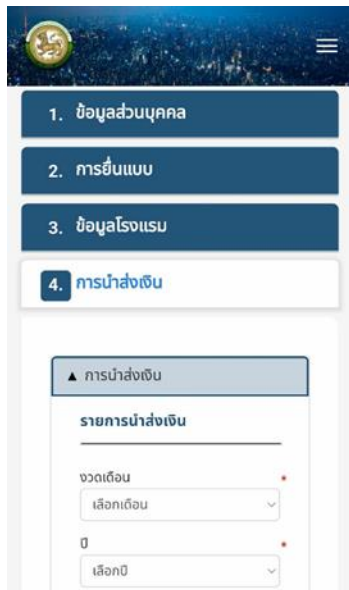 1. ข้อมูลส่วนบุคคล
2. การยื่นแบบ
3. ข้อมูลโรงแรม
4. การนำส่งเงิน
▲ การนำส่งเงิน
รายการนำส่งเงิน
งวดเดือน *
เลือกเดือน
ปี *
เลือกปี